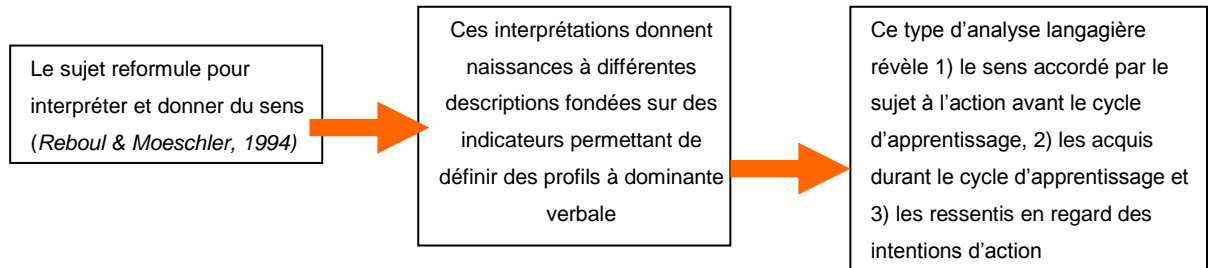 Le sujet reformule pour
interpréter et donner du sens
(Reboul & Moeschler, 1994)
Ces interprétations donnent
naissances à différentes
descriptions fondées sur des
indicateurs permettant de
définir des profils à dominante
verbale
Ce type d’analyse langagière
révèle 1) le sens accordé par le
sujet à l’action avant le cycle
d’apprentissage, 2) les acquis
durant le cycle d’apprentissage et
3) les ressentis en regard des
intentions d’action